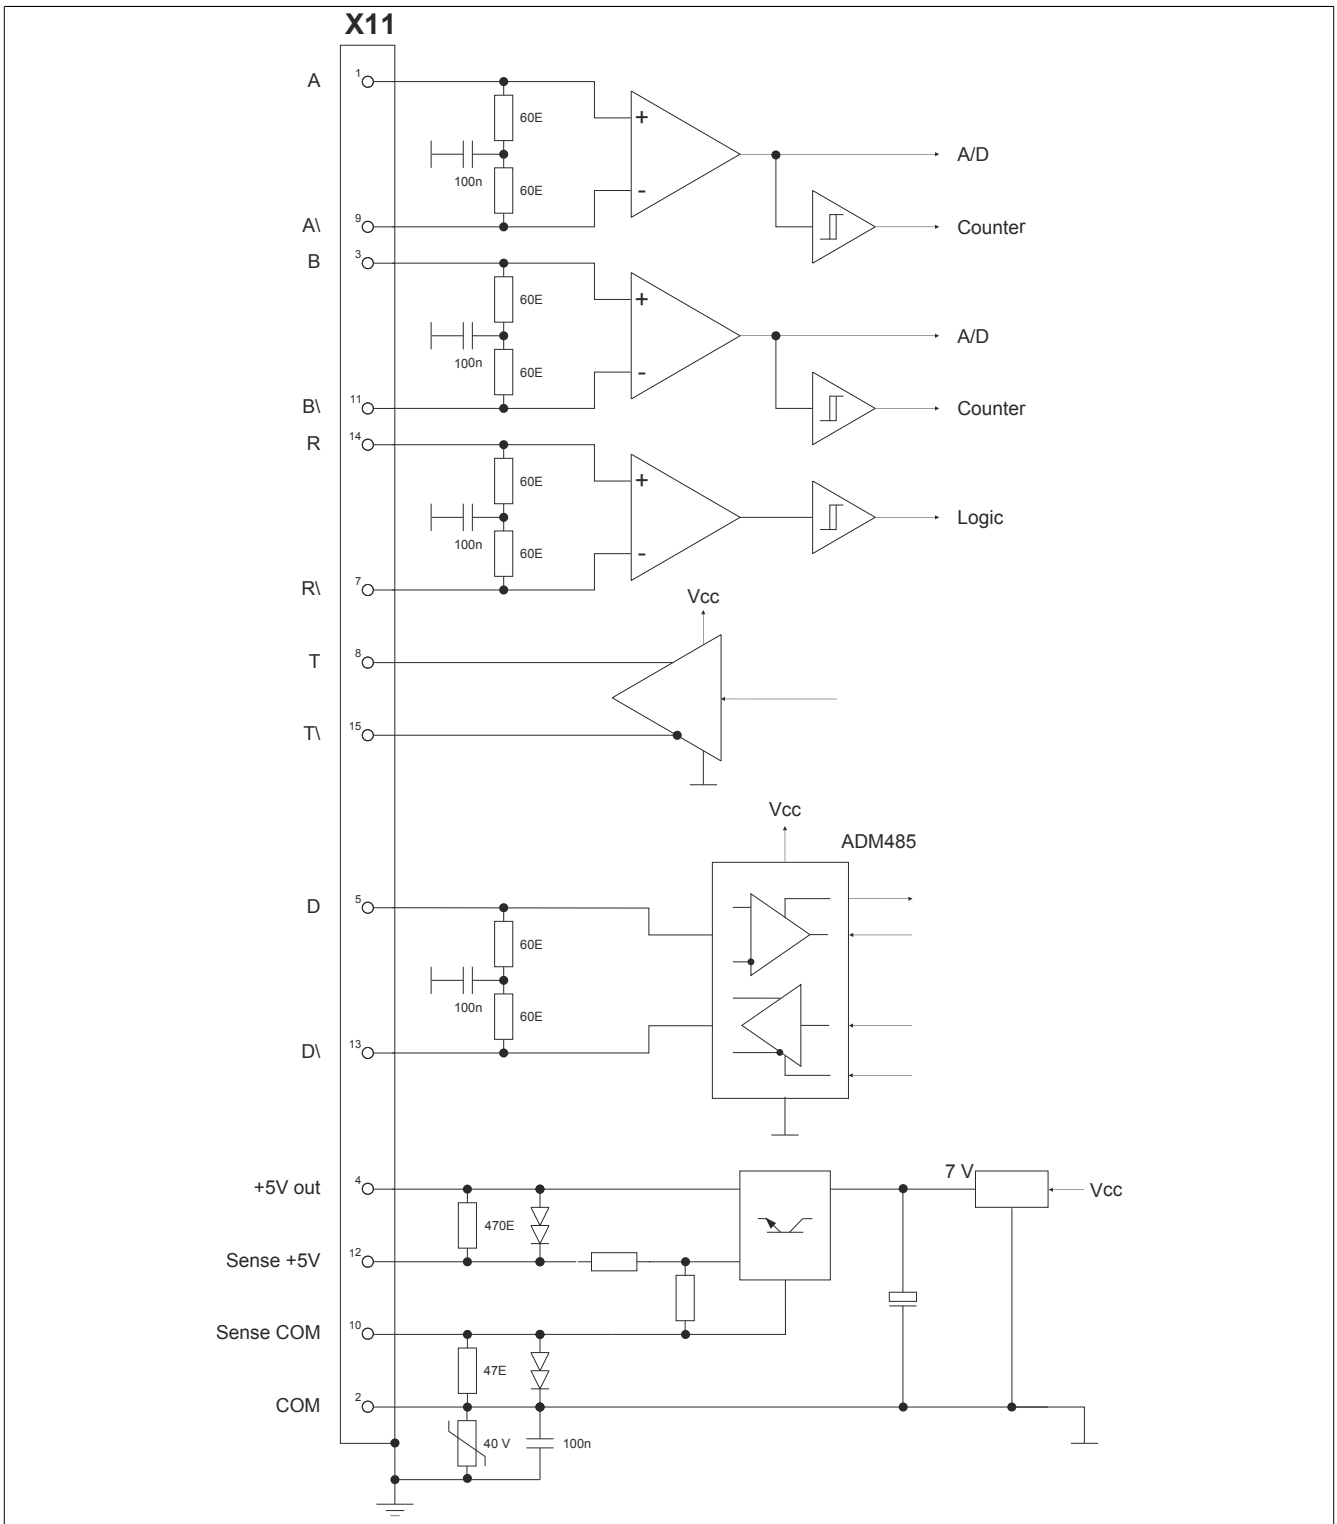 X11
A 1
60E
+
100n
60E
-
A/D
A\ 9
Counter
B 3
60E
+
100n
60E
-
A/D
B\ 11
Counter
R 14
60E
+
100n
60E
-
Logic
R\ 7
Vcc
T 8
T\ 15
Vcc
ADM485
D 5
60E
100n
60E
D\ 13
+5V out 4
7 V
Vcc
470E
Sense +5V 12
Sense COM 10
47E
COM 2
40 V
100n